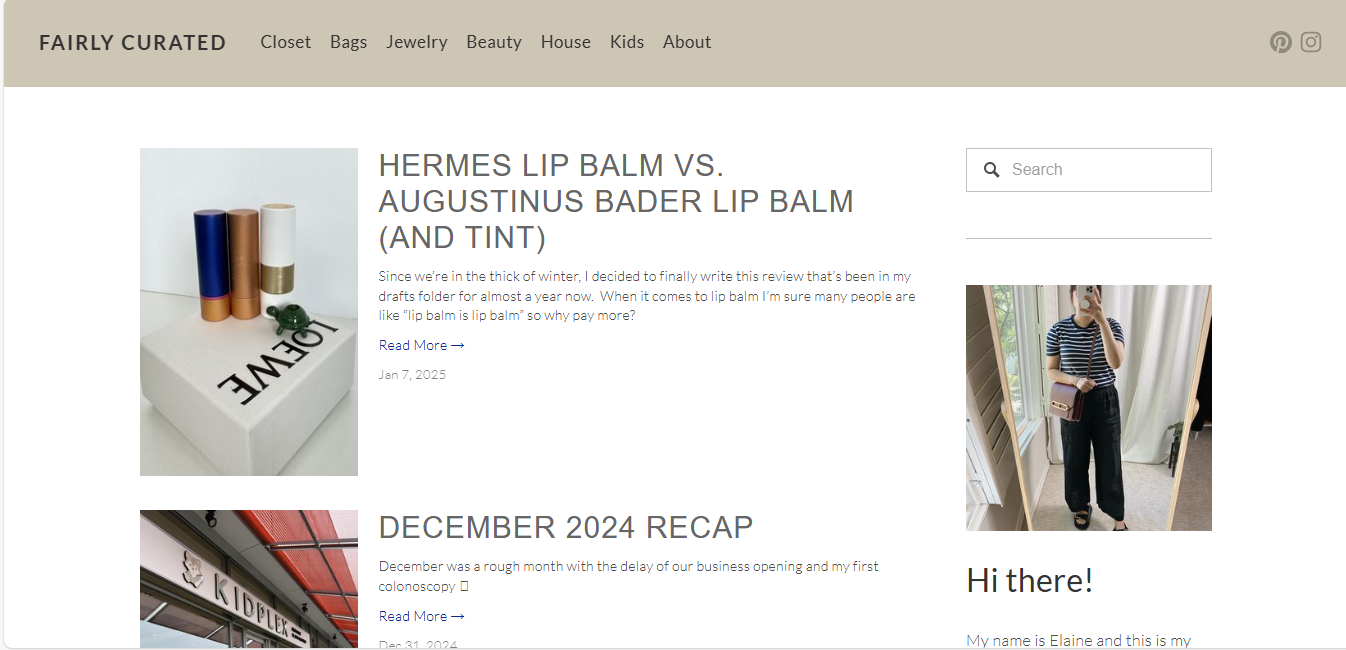 FAIRLY CURATED
Closet Bags Jewelry Beauty House Kids About
HERMES LIP BALM VS.
AUGUSTINUS BADER LIP BALM
(AND TINT)
Since we’re in the thick of winter, I decided to finally write this review that’s been in my
drafts folder for almost a year now. When it comes to lip balm I’m sure many people are
like “lip balm is lip balm” so why pay more?
Read More →
Jan 7, 2025
LOEWE
DECEMBER 2024 RECAP
December was a rough month with the delay of our business opening and my first
colonoscopy
Read More →
Dec 31, 2024
KIDPLEX
Search
Hi there!
My name is Elaine and this is my